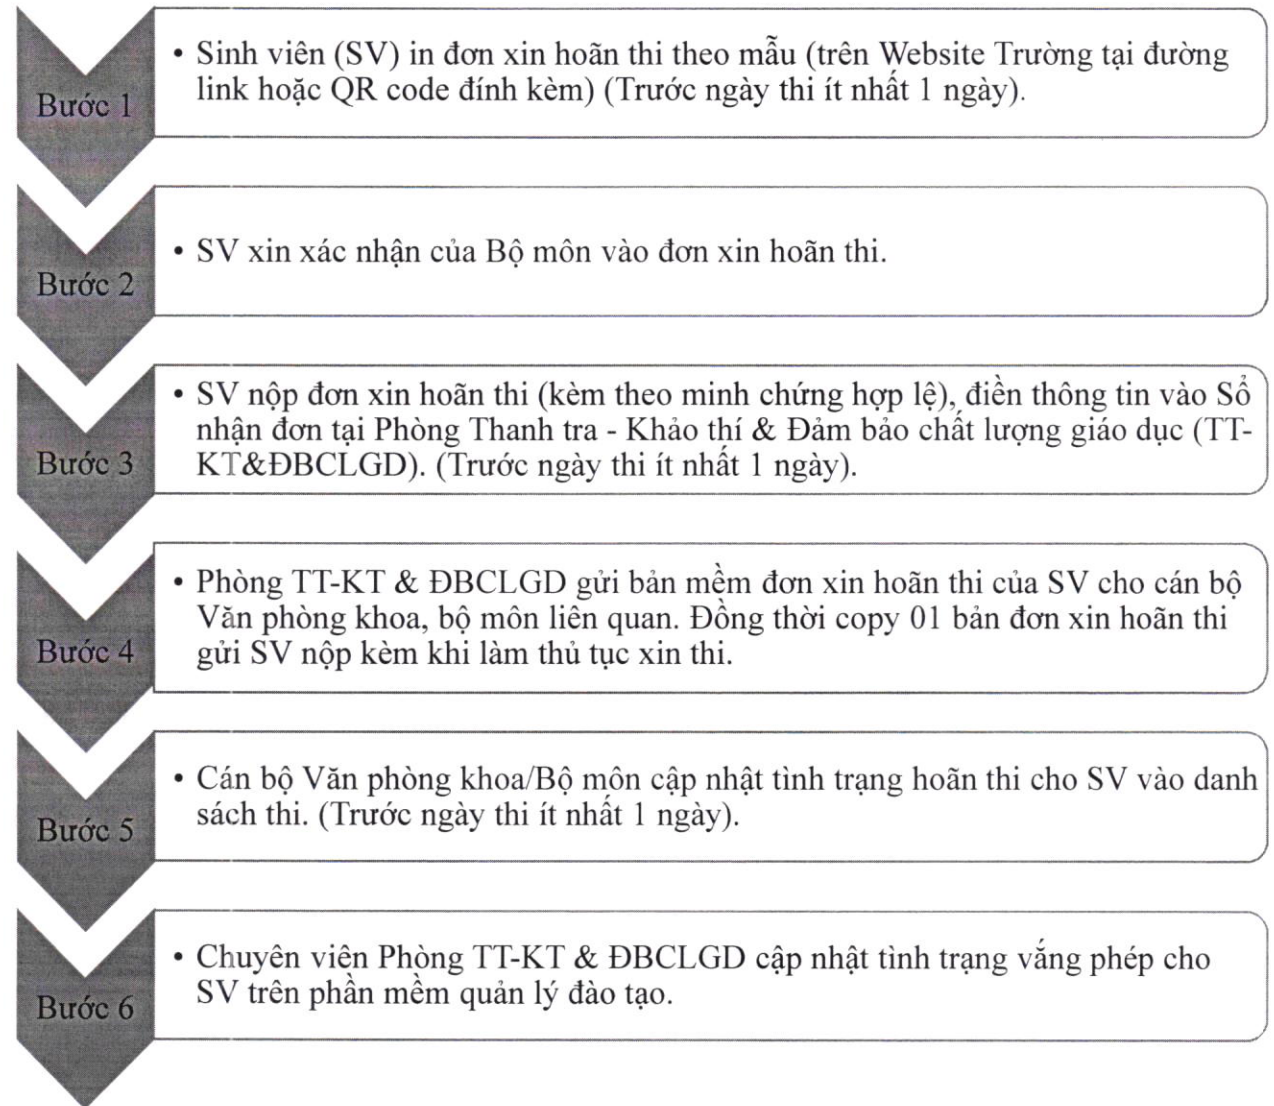 Bước 1
• Sinh viên (SV) in đơn xin hoãn thi theo mẫu (trên Website Trường tại đường
link hoặc QR code đính kèm) (Trước ngày thi ít nhất 1 ngày).
Bước 2
• SV xin xác nhận của Bộ môn vào đơn xin hoãn thi.
Bước 3
• SV nộp đơn xin hoãn thi (kèm theo minh chứng hợp lệ), điền thông tin vào Sổ
nhận đơn tại Phòng Thanh tra - Khảo thí & Đảm bảo chất lượng giáo dục (TT-
KT&ĐBCLGD). (Trước ngày thi ít nhất 1 ngày).
Bước 4
• Phòng TT-KT & ĐBCLGD gửi bản mềm đơn xin hoãn thi của SV cho cán bộ
Văn phòng khoa, bộ môn liên quan. Đồng thời copy 01 bản đơn xin hoãn thi
gửi SV nộp kèm khi làm thủ tục xin thi.
Bước 5
• Cán bộ Văn phòng khoa/Bộ môn cập nhật tình trạng hoãn thi cho SV vào danh
sách thi. (Trước ngày thi ít nhất 1 ngày).
Bước 6
• Chuyên viên Phòng TT-KT & ĐBCLGD cập nhật tình trạng vắng phép cho
SV trên phần mềm quản lý đào tạo.